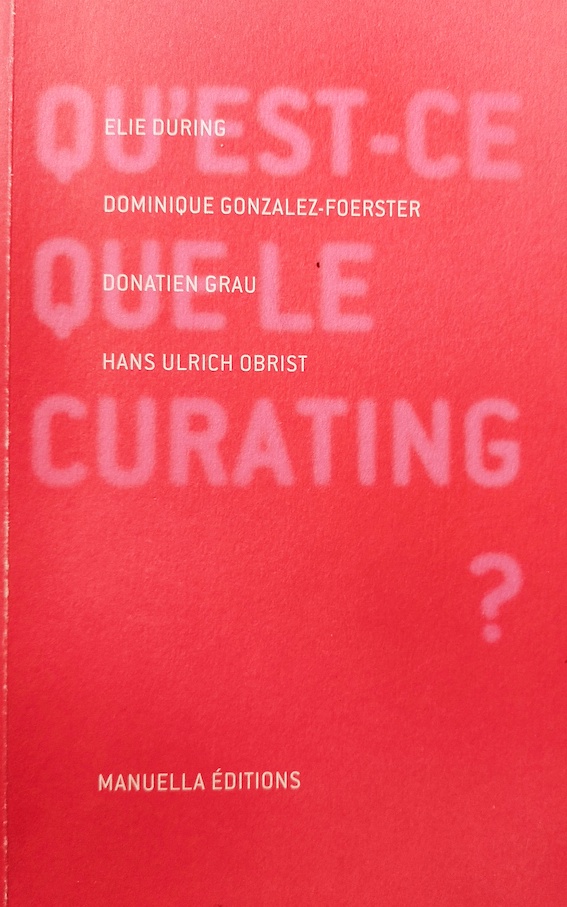 QU'EST-CE
ELIE DURING
DOMINIQUE GONZALEZ-FOERSTER
QUE LE
DONATIEN GRAU
HANS ULRICH OBRIST
CURATING
?
MANUELLA ÉDITIONS